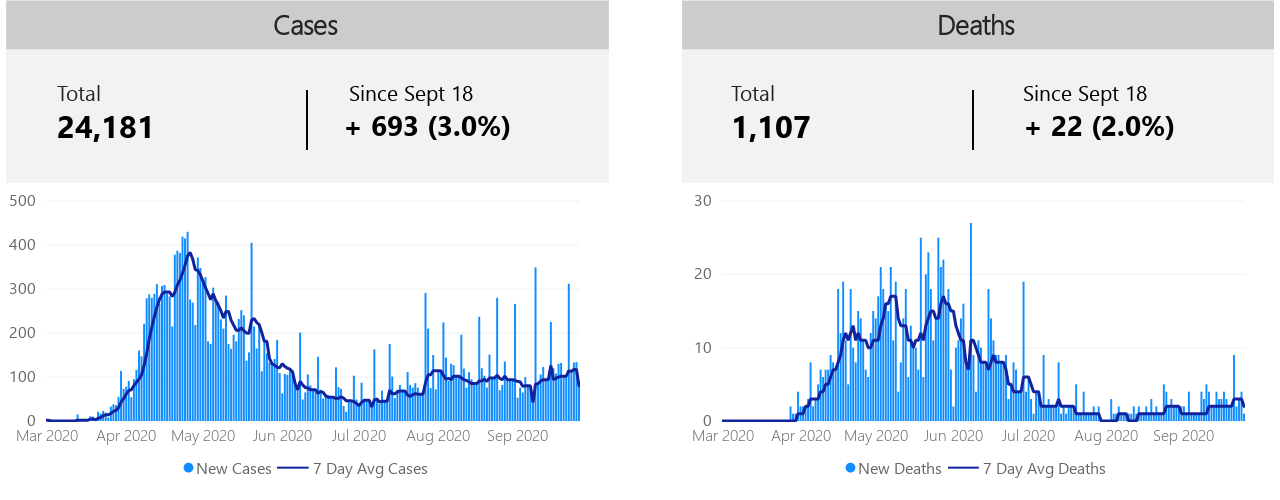 Cases
Total
24,181
Since Sept 18
+ 693 (3.0%)
500
400
300
200
100
0
Mar 2020 Apr 2020 May 2020 Jun 2020 Jul 2020 Aug 2020 Sep 2020
New Cases 7 Day Avg Cases
Deaths
Total
1,107
Since Sept 18
+ 22 (2.0%)
30
20
10
0
Mar 2020 Apr 2020 May 2020 Jun 2020 Jul 2020 Aug 2020 Sep 2020
New Deaths 7 Day Avg Deaths